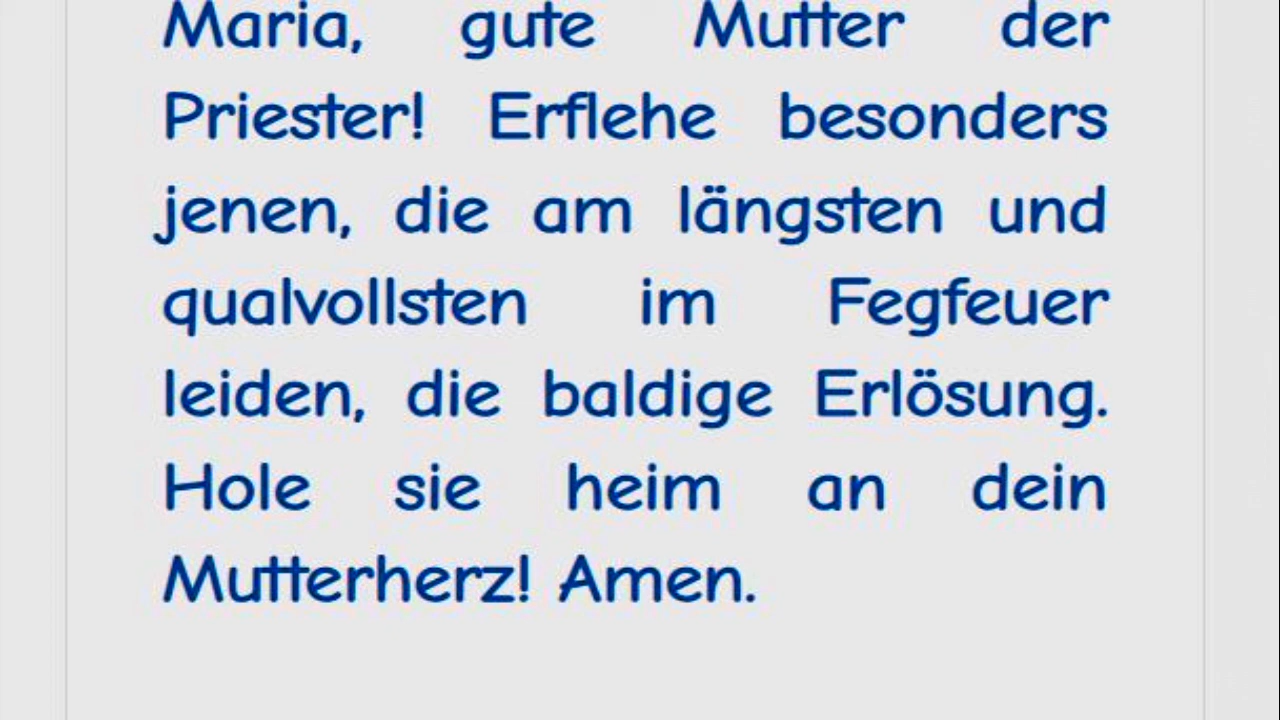 Maria, gute Mutter der
Priester! Erflehe besonders
jenen, die am längsten und
qualvollsten im Fegfeuer
leiden, die baldige Erlösung.
Hole sie heim an dein
Mutterherz! Amen.